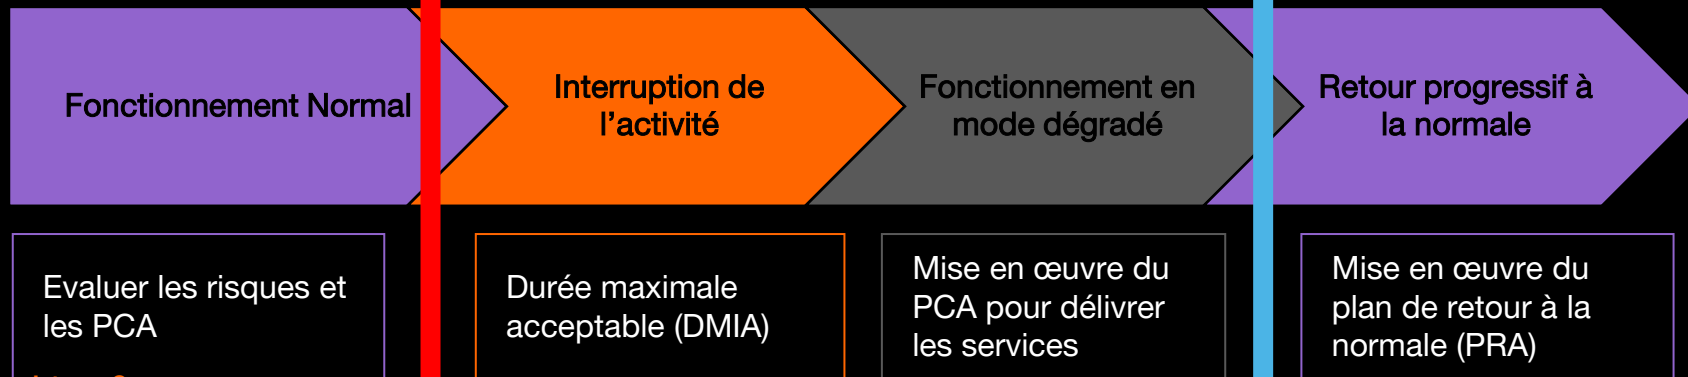 Fonctionnement Normal
Interruption de
l’activité
Fonctionnement en
mode dégradé
Retour progressif à
la normale
Evaluer les risques et
les PCA
Durée maximale
acceptable (DMIA)
Mise en œuvre du
PCA pour délivrer
les services
Mise en œuvre du
plan de retour à la
normale (PRA)